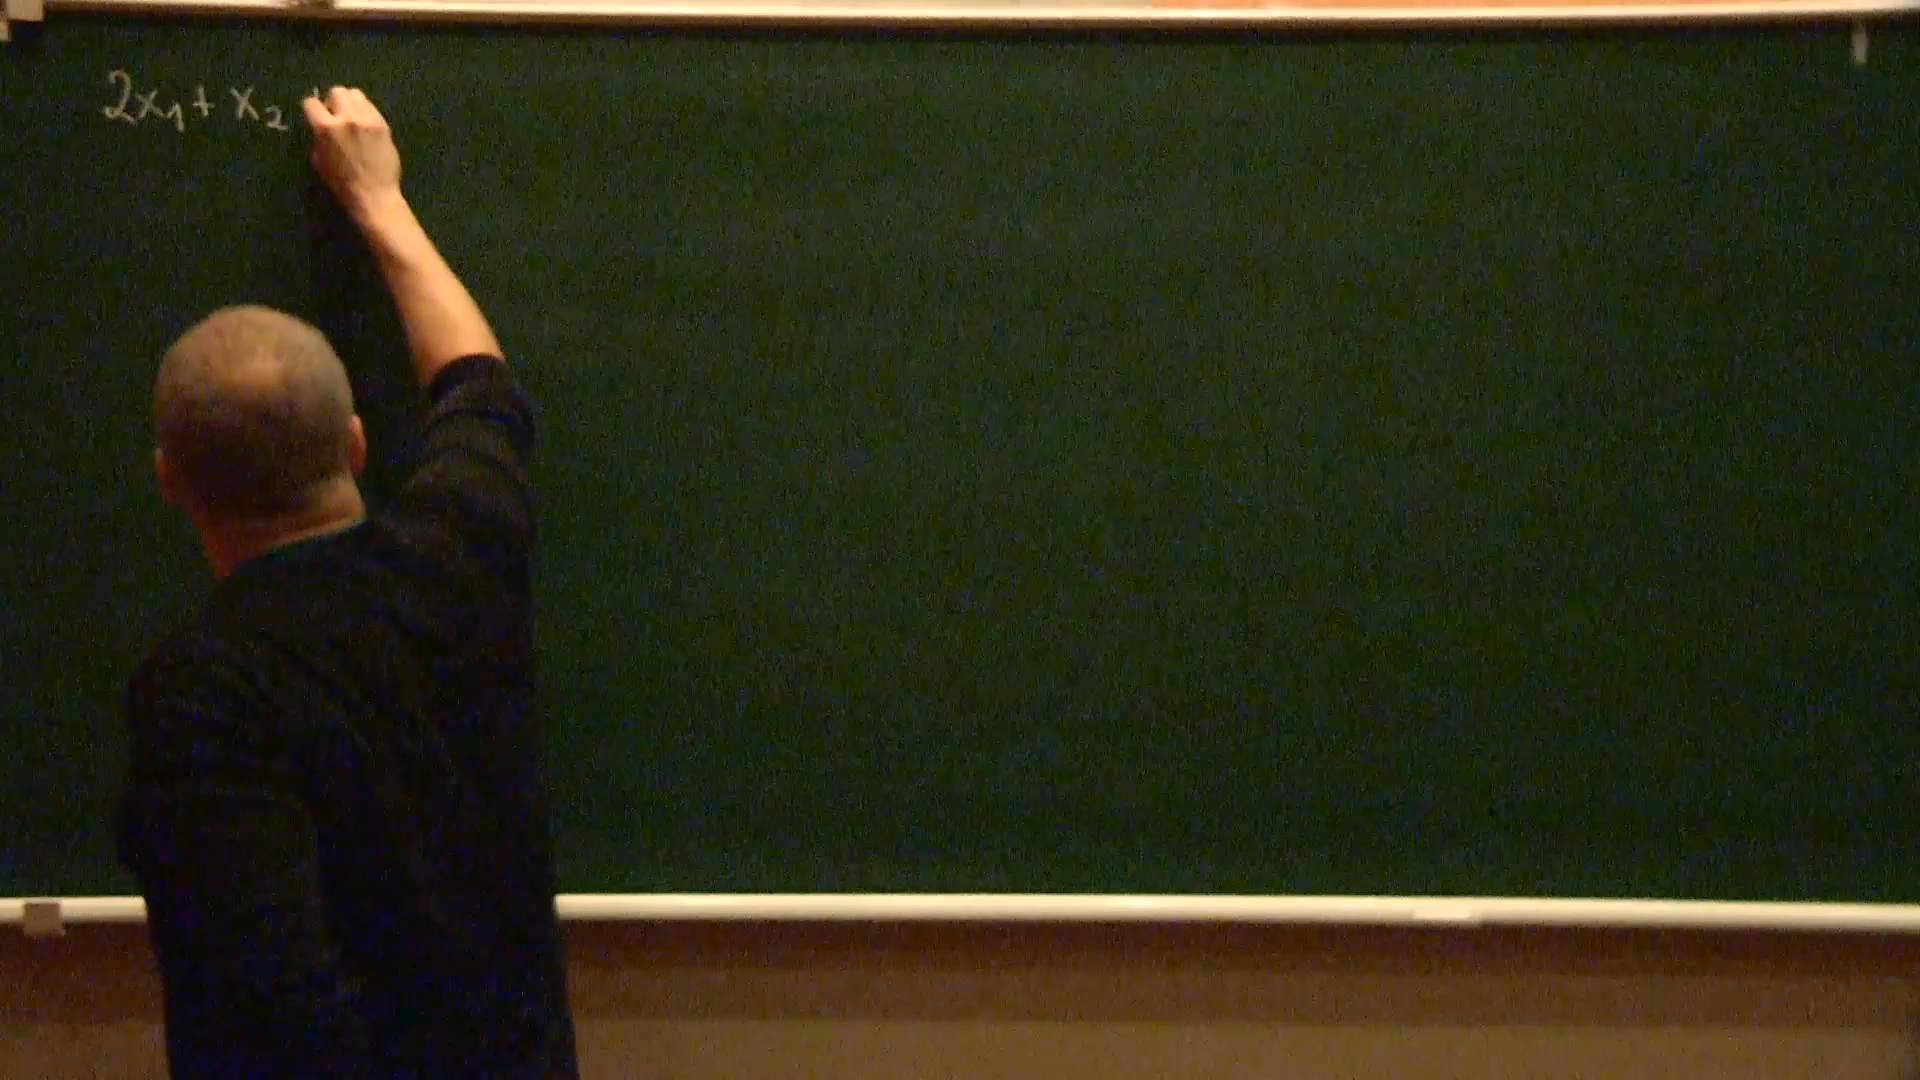 2x₁ + x₂